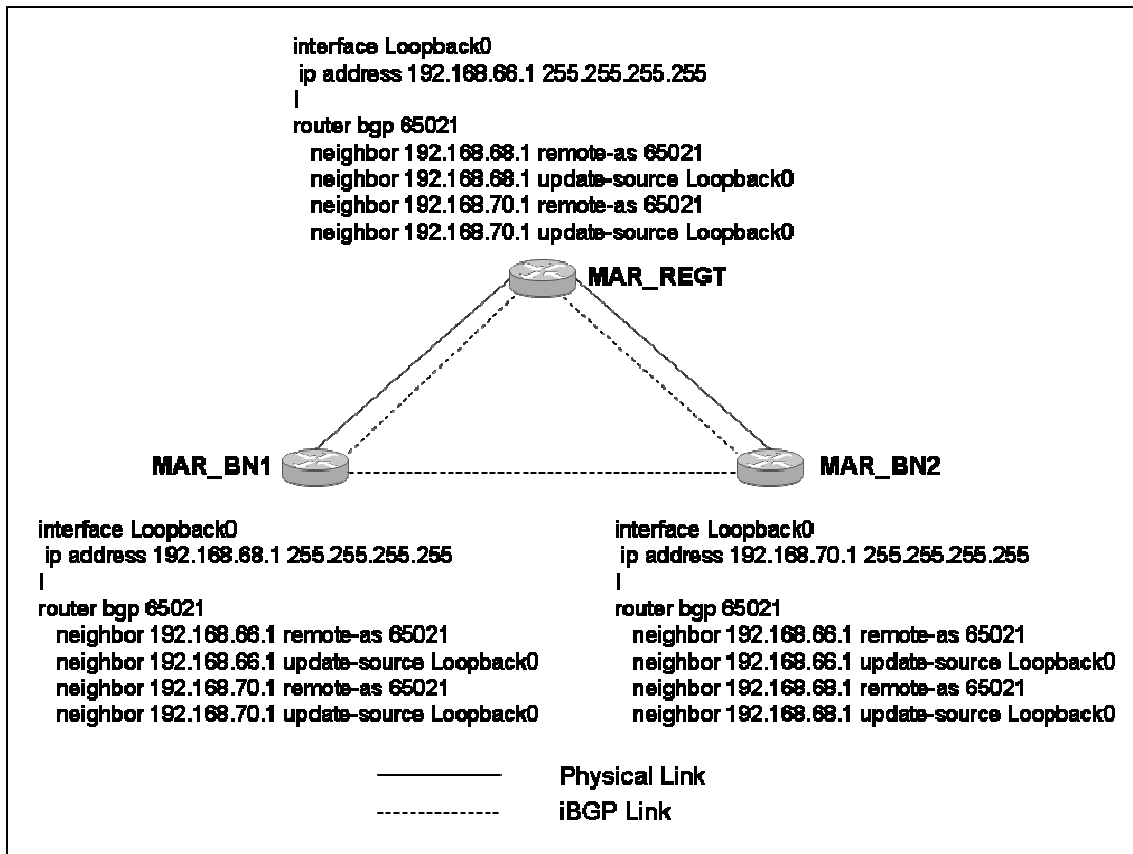 interface Loopback0
ip address 192.168.66.1 255.255.255.255
!
router bgp 65021
neighbor 192.168.68.1 remote-as 65021
neighbor 192.168.68.1 update-source Loopback0
neighbor 192.168.70.1 remote-as 65021
neighbor 192.168.70.1 update-source Loopback0
MAR_REGT
MAR_BN1
MAR_BN2
interface Loopback0
ip address 192.168.68.1 255.255.255.255
!
router bgp 65021
neighbor 192.168.66.1 remote-as 65021
neighbor 192.168.66.1 update-source Loopback0
neighbor 192.168.70.1 remote-as 65021
neighbor 192.168.70.1 update-source Loopback0
interface Loopback0
ip address 192.168.70.1 255.255.255.255
!
router bgp 65021
neighbor 192.168.66.1 remote-as 65021
neighbor 192.168.66.1 update-source Loopback0
neighbor 192.168.68.1 remote-as 65021
neighbor 192.168.68.1 update-source Loopback0
Physical Link
iBGP Link